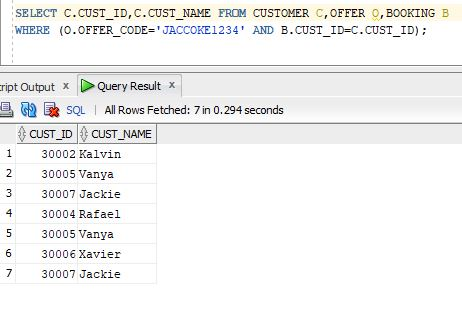 SELECT C.CUST_ID,C.CUST_NAME FROM CUSTOMER C,OFFER O,BOOKING B
WHERE (O.OFFER_CODE='JACCOKE1234' AND B.CUST_ID=C.CUST_ID);
ript Output x Query Result x
SQL | All Rows Fetched: 7 in 0.294 seconds
CUST_ID CUST_NAME
1 30002 Kalvin
2 30005 Vanya
3 30007 Jackie
4 30004 Rafael
5 30005 Vanya
6 30006 Xavier
7 30007 Jackie